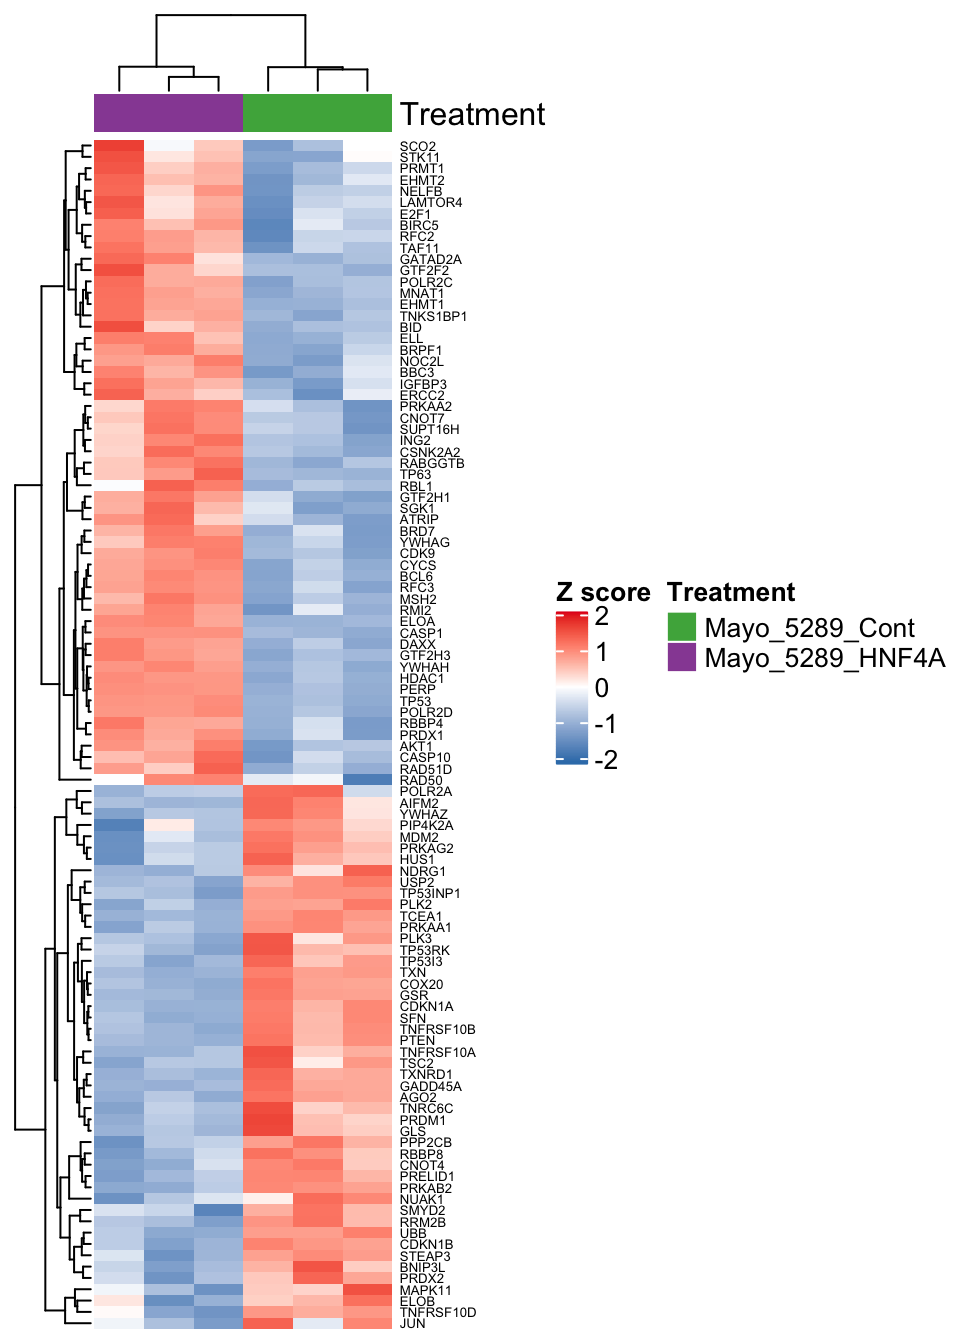 Treatment
SCO2
STK11
PRMT1
EHMT2
NELFB
LAMTOR4
E2F1
BIRC5
RFC2
TAF11
GATAD2A
GTF2F2
POLR2C
MNAT1
EHMT1
TNKS1BP1
BID
ELL
BRPF1
NOC2L
BBC3
IGFBP3
ERCC2
PRKAA2
CNOT7
SUPT16H
ING2
CSNK2A2
RABGGTB
TP63
RBL1
GTF2H1
SGK1
ATRIP
BRD7
YWHAG
CDK9
CYCS
BCL6
RFC3
MSH2
RMI2
ELOA
CASP1
DAXX
GTF2H3
YWHAH
HDAC1
PERP
TP53
POLR2D
RBBP4
PRDX1
AKT1
CASP10
RAD51D
RAD50
POLR2A
AIFM2
YWHAZ
PIP4K2A
MDM2
PRKAG2
HUS1
NDRG1
USP2
TP53INP1
PLK2
TCEA1
PRKAA1
PLK3
TP53RK
TP53I3
TXN
COX20
GSR
CDKN1A
SFN
TNFRSF10B
PTEN
TNFRSF10A
TSC2
TXNRD1
GADD45A
AGO2
TNRC6C
PRDM1
GLS
PPP2CB
RBBP8
CNOT4
PRELID1
PRKAB2
NUAK1
SMYD2
RRM2B
UBB
CDKN1B
STEAP3
BNIP3L
PRDX2
MAPK11
ELOB
TNFRSF10D
JUN
Z score
2
1
0
-1
-2
Treatment
Mayo_5289_Cont
Mayo_5289_HNF4A